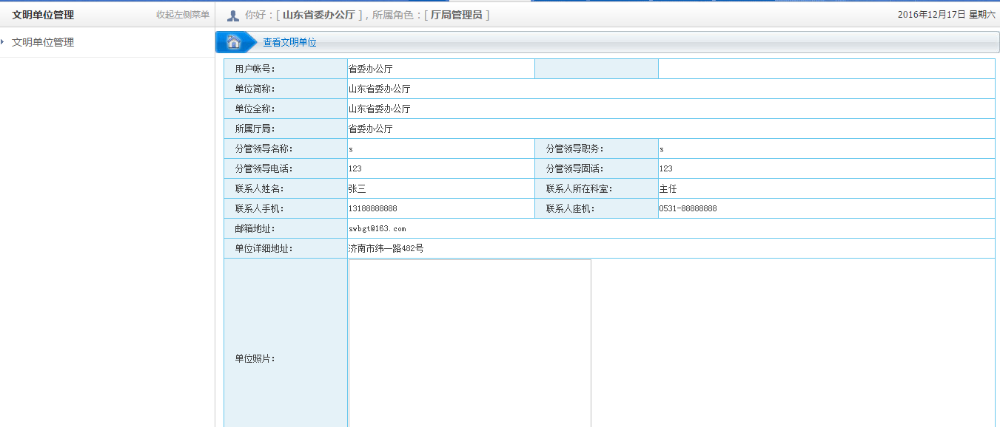 文明单位管理 收起左侧菜单 你好：[ 山东省委办公厅 ]，所属角色：[ 厅局管理员 ] 2016年12月17日 星期六
文明单位管理 查看文明单位
用户帐号: 省委办公厅
单位简称: 山东省委办公厅
单位全称: 山东省委办公厅
所属厅局: 省委办公厅
分管领导名称: s 分管领导职务: s
分管领导电话: 123 分管领导固话: 123
联系人姓名: 张三 联系人所在科室: 主任
联系人手机: 13188888888 联系人座机: 0531-88888888
邮箱地址: swbgt@163.com
单位详细地址: 济南市纬一路482号
单位照片: